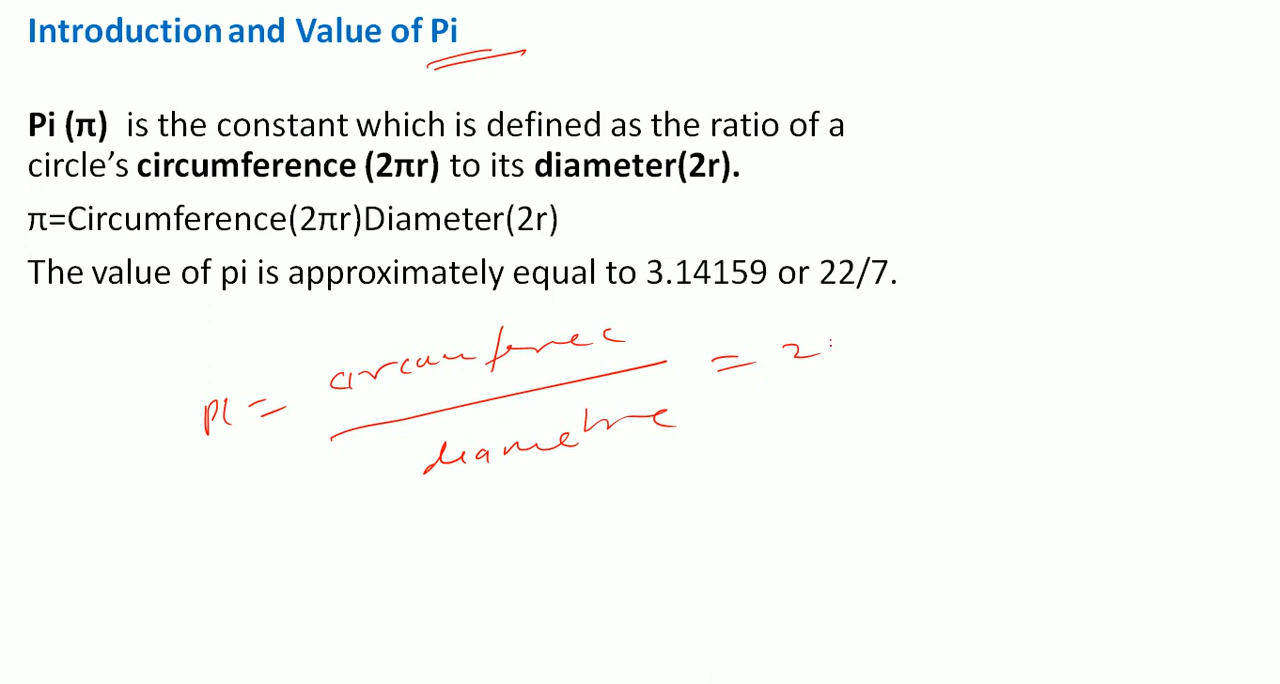 Introduction and Value of Pi
Pi (π) is the constant which is defined as the ratio of a
circle's circumference (2πr) to its diameter(2r).
π=Circumference(2πr)Diameter(2r)
The value of pi is approximately equal to 3.14159 or 22/7.
circumferenec
Pi = = 2
diametre